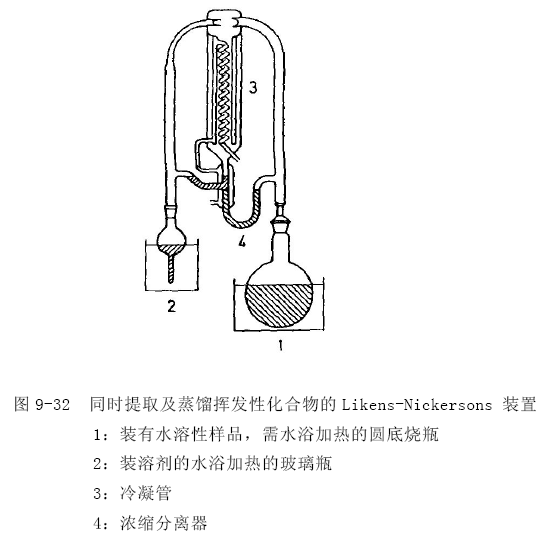 3
4
2
1
图 9-32 同时提取及蒸馏挥发性化合物的 Likens-Nickersons 装置
1：装有水溶性样品，需水浴加热的圆底烧瓶
2：装溶剂的水浴加热的玻璃瓶
3：冷凝管
4：浓缩分离器